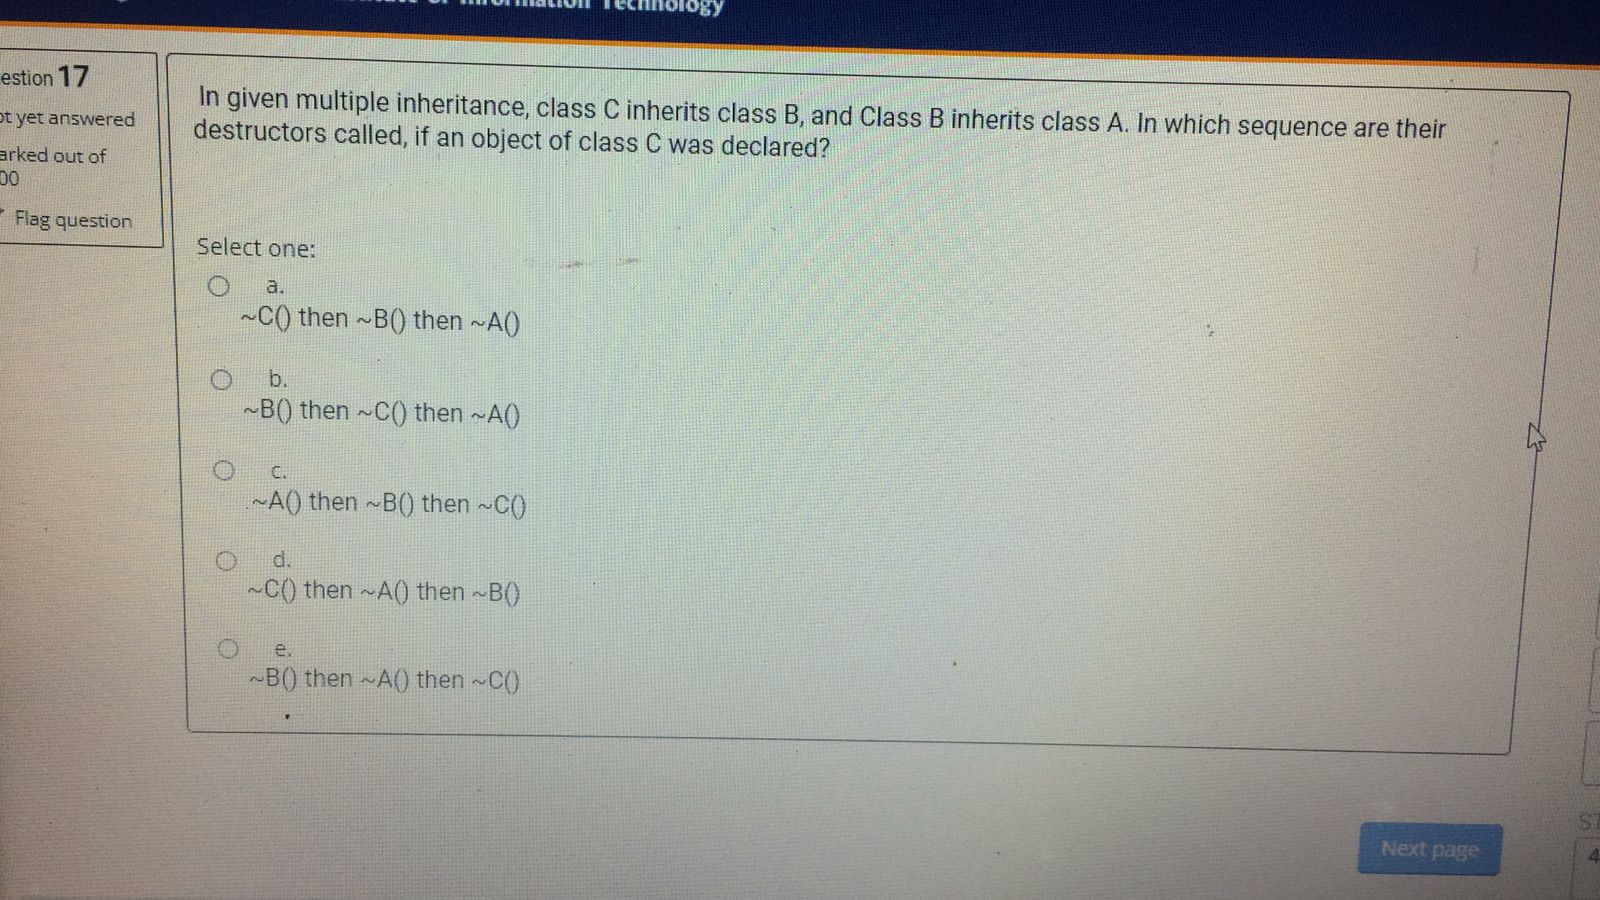 Technology
estion 17
ot yet answered
arked out of
00
Flag question
In given multiple inheritance, class C inherits class B, and Class B inherits class A. In which sequence are their
destructors called, if an object of class C was declared?
Select one:
a.
~C() then ~B() then ~A()
b.
~B() then ~C() then ~A()
c.
~A() then ~B() then ~C()
d.
~C() then ~A() then ~B()
e.
~B() then ~A() then ~C()
Next page
ST
4